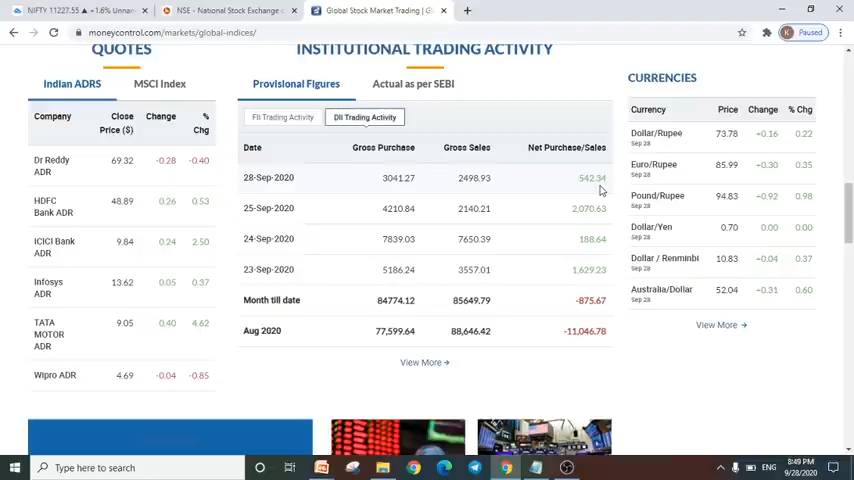 NIFTY 11227.55 ▲ +1.6% Unnam
NSE - National Stock Exchange o
Global Stock Market Trading | Gl
moneycontrol.com/markets/global-indices/
K Paused
QUOTES
Indian ADRS MSCI Index
Company Close Price ($) Change % Chg
Dr Reddy ADR 69.32 -0.28 -0.40
HDFC Bank ADR 48.89 0.26 0.53
ICICI Bank ADR 9.84 0.24 2.50
Infosys ADR 13.62 0.05 0.37
TATA MOTOR ADR 9.05 0.40 4.62
Wipro ADR 4.69 -0.04 -0.85
INSTITUTIONAL TRADING ACTIVITY
Provisional Figures Actual as per SEBI
FII Trading Activity DII Trading Activity
Date Gross Purchase Gross Sales Net Purchase/Sales
28-Sep-2020 3041.27 2498.93 542.34
25-Sep-2020 4210.84 2140.21 2,070.63
24-Sep-2020 7839.03 7650.39 188.64
23-Sep-2020 5186.24 3557.01 1,629.23
Month till date 84774.12 85649.79 -875.67
Aug 2020 77,599.64 88,646.42 -11,046.78
View More →
CURRENCIES
Currency Price Change % Chg
Dollar/Rupee 73.78 +0.16 0.22
Sep 28
Euro/Rupee 85.99 +0.30 0.35
Sep 28
Pound/Rupee 94.83 +0.92 0.98
Sep 28
Dollar/Yen 0.70 0.00 0.00
Sep 28
Dollar / Renminbi 10.83 +0.04 0.37
Sep 28
Australia/Dollar 52.04 +0.31 0.60
Sep 28
View More →
Type here to search
ENG
8:49 PM
9/28/2020